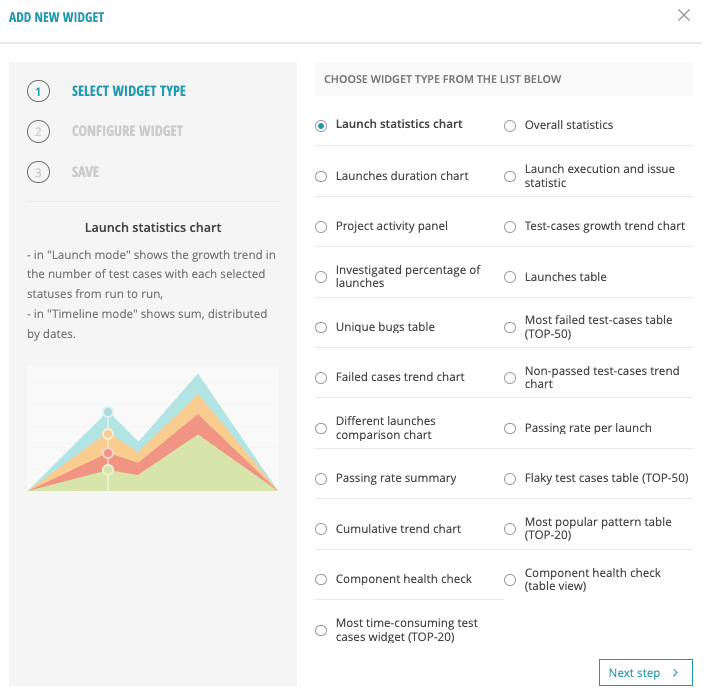 ADD NEW WIDGET
1 SELECT WIDGET TYPE
2 CONFIGURE WIDGET
3 SAVE
Launch statistics chart
- in "Launch mode" shows the growth trend in
the number of test cases with each selected
statuses from run to run,
- in "Timeline mode" shows sum, distributed
by dates.
CHOOSE WIDGET TYPE FROM THE LIST BELOW
Launch statistics chart
Overall statistics
Launches duration chart
Launch execution and issue
statistic
Project activity panel
Test-cases growth trend chart
Investigated percentage of
launches
Launches table
Unique bugs table
Most failed test-cases table
(TOP-50)
Failed cases trend chart
Non-passed test-cases trend
chart
Different launches
comparison chart
Passing rate per launch
Passing rate summary
Flaky test cases table (TOP-50)
Cumulative trend chart
Most popular pattern table
(TOP-20)
Component health check
Component health check
(table view)
Most time-consuming test
cases widget (TOP-20)
Next step